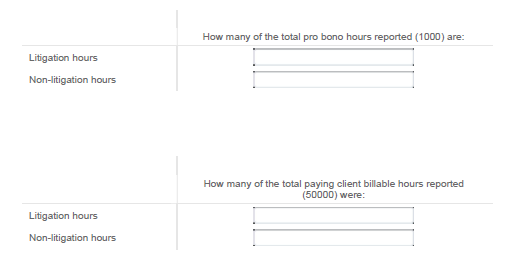 How many of the total pro bono hours reported (1000) are:
Litigation hours
Non-litigation hours
How many of the total paying client billable hours reported
(50000) were:
Litigation hours
Non-litigation hours